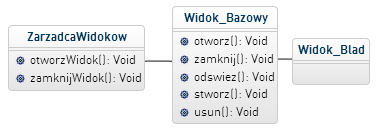 ZarzadcaWidokow
otworzWidok(): Void
zamknijWidok(): Void
Widok_Bazowy
otworz(): Void
zamknij(): Void
odswiez(): Void
stworz(): Void
usun(): Void
Widok_Blad